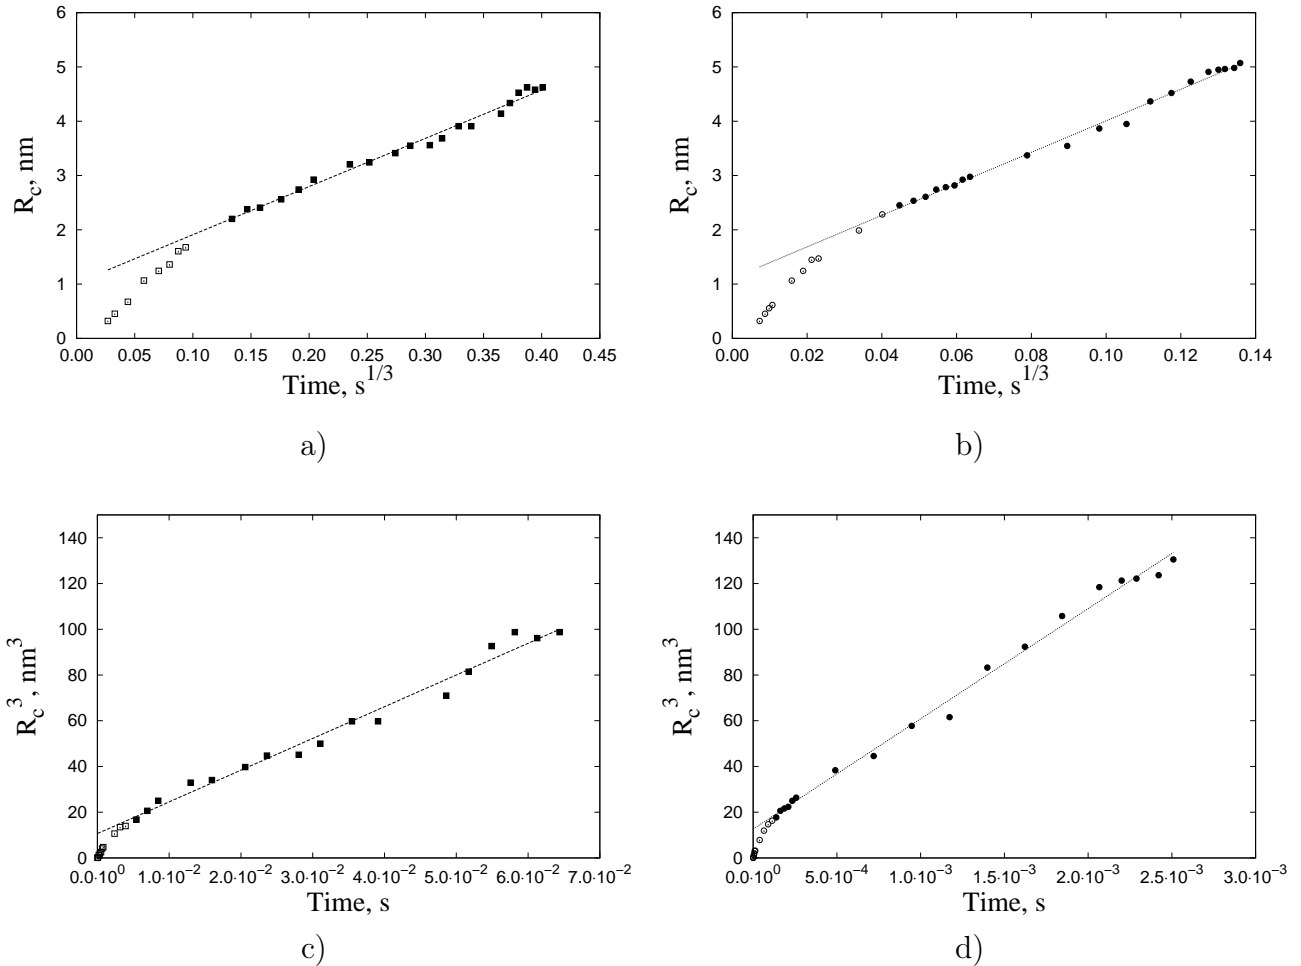 6
5
4
3
2
1
0
R_c, nm
0.00 0.05 0.10 0.15 0.20 0.25 0.30 0.35 0.40 0.45
Time, s^{1/3}
a)
6
5
4
3
2
1
0
R_c, nm
0.00 0.02 0.04 0.06 0.08 0.10 0.12 0.14
Time, s^{1/3}
b)
140
120
100
80
60
40
20
0
R_c^3, nm^3
0.0·10^0 1.0·10^{-2} 2.0·10^{-2} 3.0·10^{-2} 4.0·10^{-2} 5.0·10^{-2} 6.0·10^{-2} 7.0·10^{-2}
Time, s
c)
140
120
100
80
60
40
20
0
R_c^3, nm^3
0.0·10^0 5.0·10^{-4} 1.0·10^{-3} 1.5·10^{-3} 2.0·10^{-3} 2.5·10^{-3} 3.0·10^{-3}
Time, s
d)